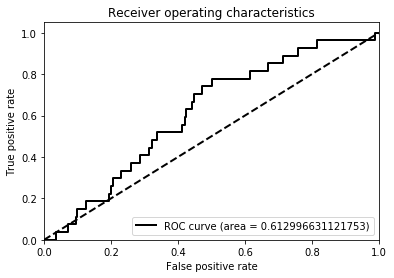 Receiver operating characteristics
True positive rate
1.0
0.8
0.6
0.4
0.2
0.0
ROC curve (area = 0.612996631121753)
0.0 0.2 0.4 0.6 0.8 1.0
False positive rate